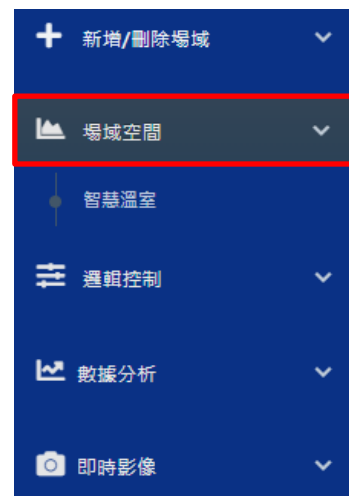 新增/刪除場域
場域空間
智慧溫室
邏輯控制
數據分析
即時影像